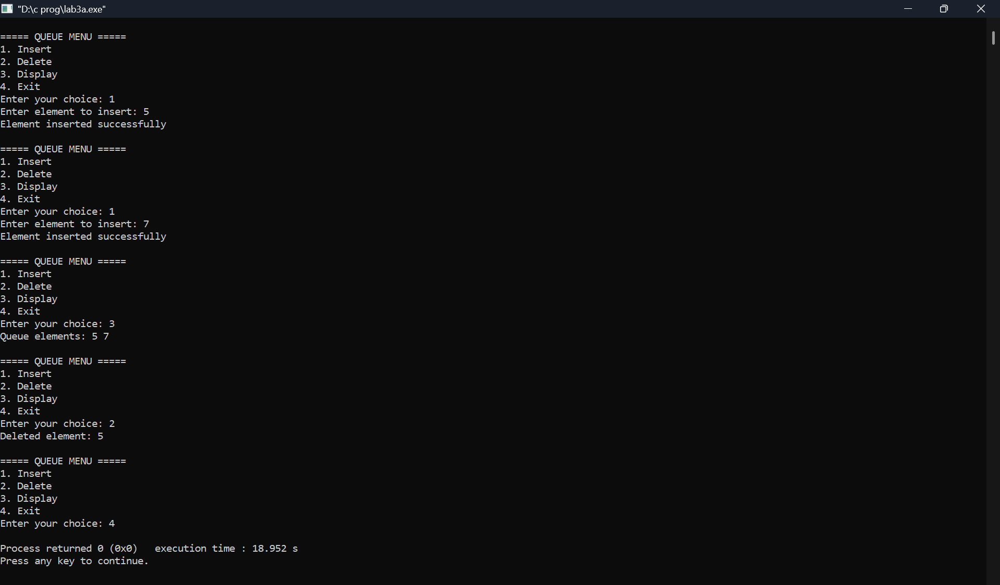 "D:\c prog\lab3a.exe"
===== QUEUE MENU =====
1. Insert
2. Delete
3. Display
4. Exit
Enter your choice: 1
Enter element to insert: 5
Element inserted successfully
===== QUEUE MENU =====
1. Insert
2. Delete
3. Display
4. Exit
Enter your choice: 1
Enter element to insert: 7
Element inserted successfully
===== QUEUE MENU =====
1. Insert
2. Delete
3. Display
4. Exit
Enter your choice: 3
Queue elements: 5 7
===== QUEUE MENU =====
1. Insert
2. Delete
3. Display
4. Exit
Enter your choice: 2
Deleted element: 5
===== QUEUE MENU =====
1. Insert
2. Delete
3. Display
4. Exit
Enter your choice: 4
Process returned 0 (0x0)   execution time : 18.952 s
Press any key to continue.